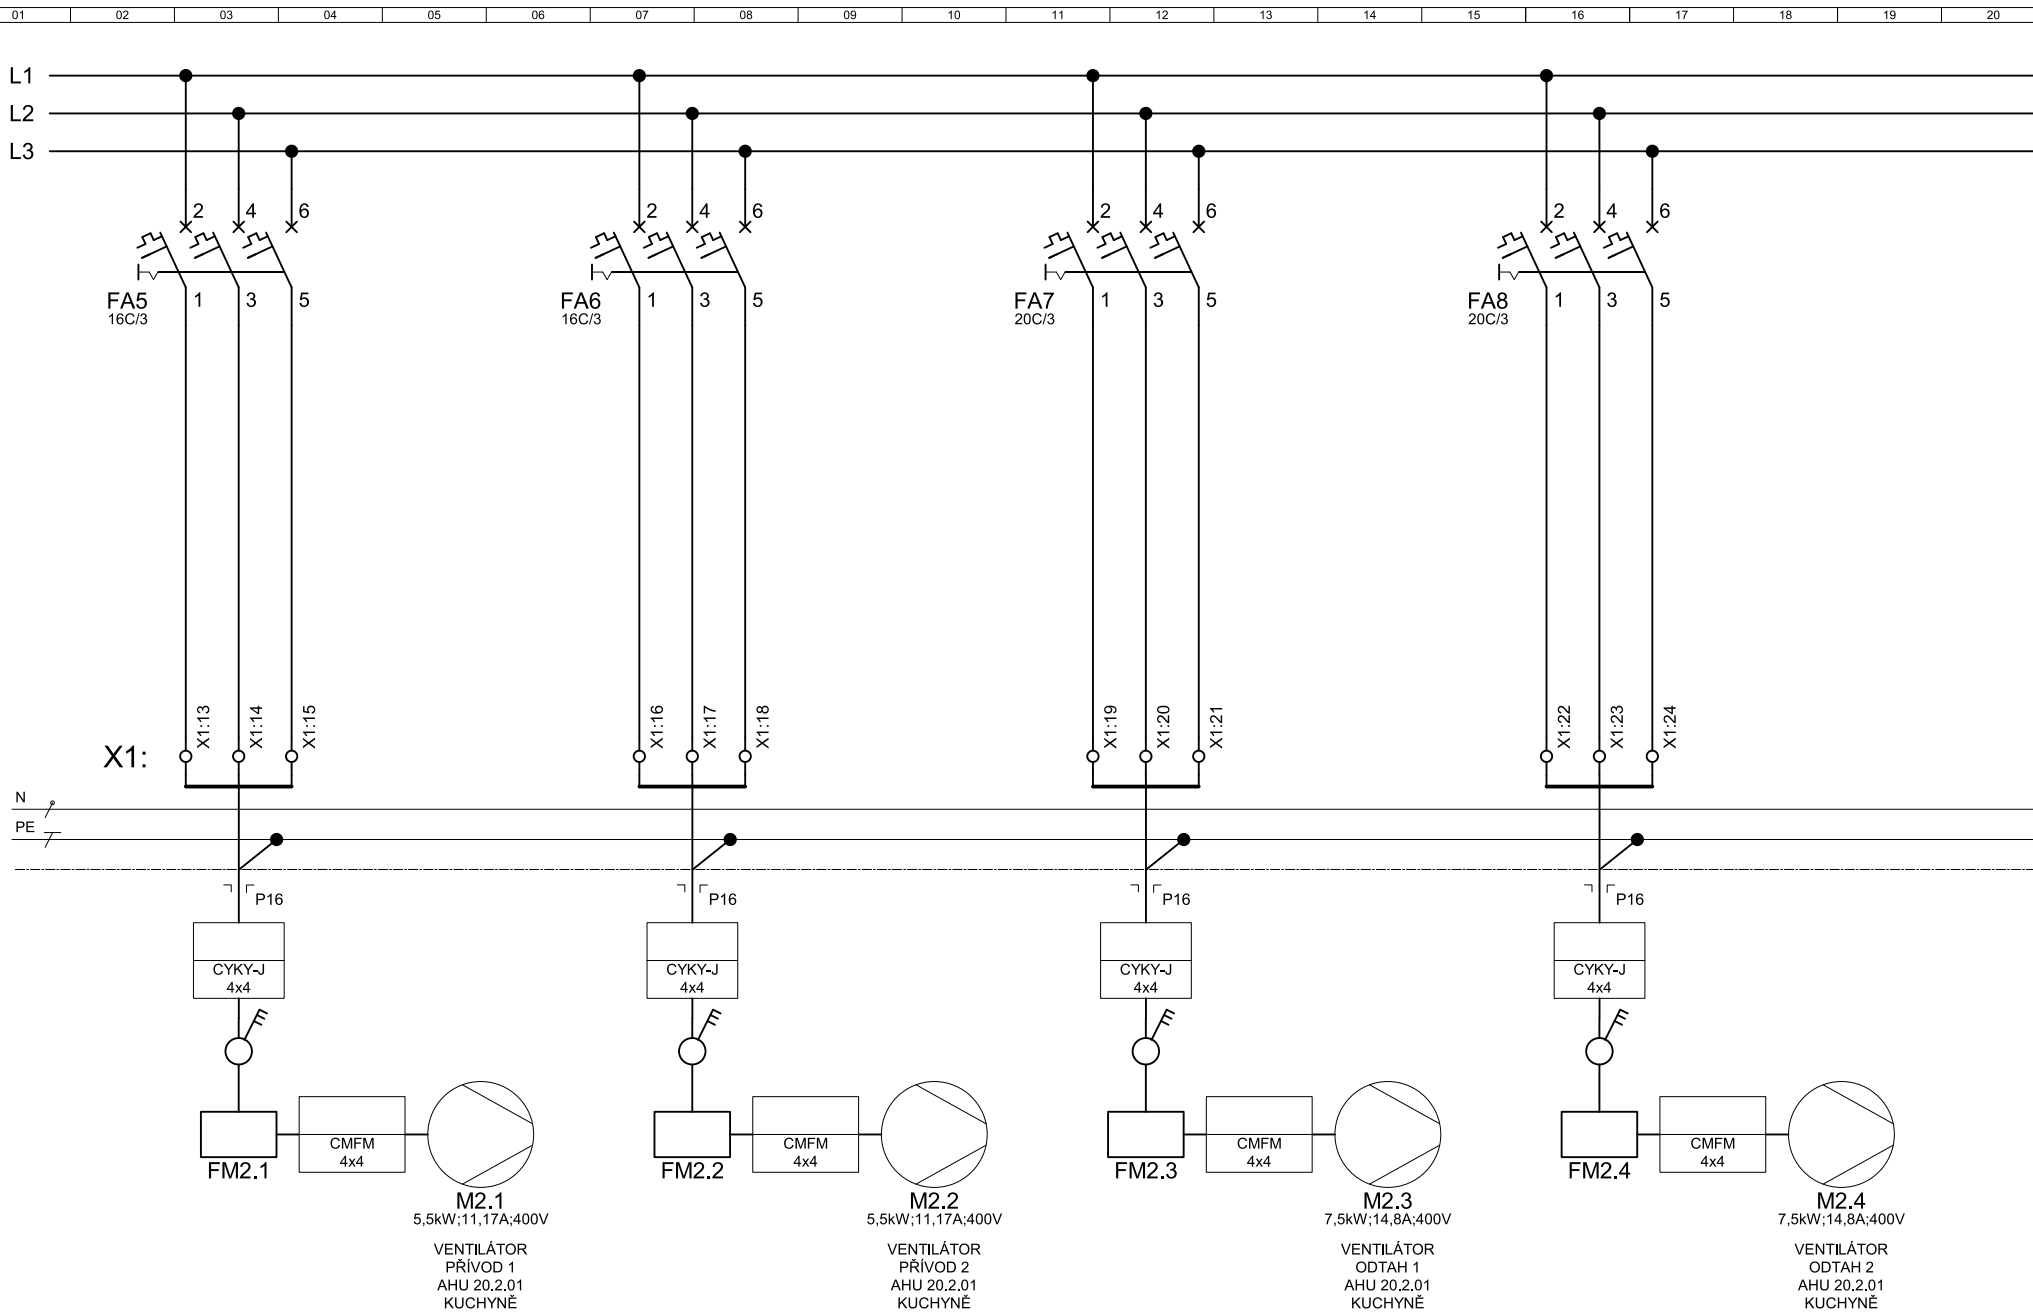 01 02 03 04 05 06 07 08 09 10 11 12 13 14 15 16 17 18 19 20
L1
L2
L3
2 4 6 2 4 6 2 4 6 2 4 6
FA5 1 3 5 FA6 1 3 5 FA7 1 3 5 FA8 1 3 5
16C/3 16C/3 20C/3 20C/3
X1:13 X1:14 X1:15 X1:16 X1:17 X1:18 X1:19 X1:20 X1:21 X1:22 X1:23 X1:24
X1:
N
PE
P16 P16 P16 P16
CYKY-J CYKY-J CYKY-J CYKY-J
4x4 4x4 4x4 4x4
CMFM CMFM CMFM CMFM
4x4 4x4 4x4 4x4
FM2.1 FM2.2 FM2.3 FM2.4
M2.1 M2.2 M2.3 M2.4
5,5kW;11,17A;400V 5,5kW;11,17A;400V 7,5kW;14,8A;400V 7,5kW;14,8A;400V
VENTILÁTOR VENTILÁTOR VENTILÁTOR VENTILÁTOR
PŘÍVOD 1 PŘÍVOD 2 ODTAH 1 ODTAH 2
AHU 20.2.01 AHU 20.2.01 AHU 20.2.01 AHU 20.2.01
KUCHYNĚ KUCHYNĚ KUCHYNĚ KUCHYNĚ